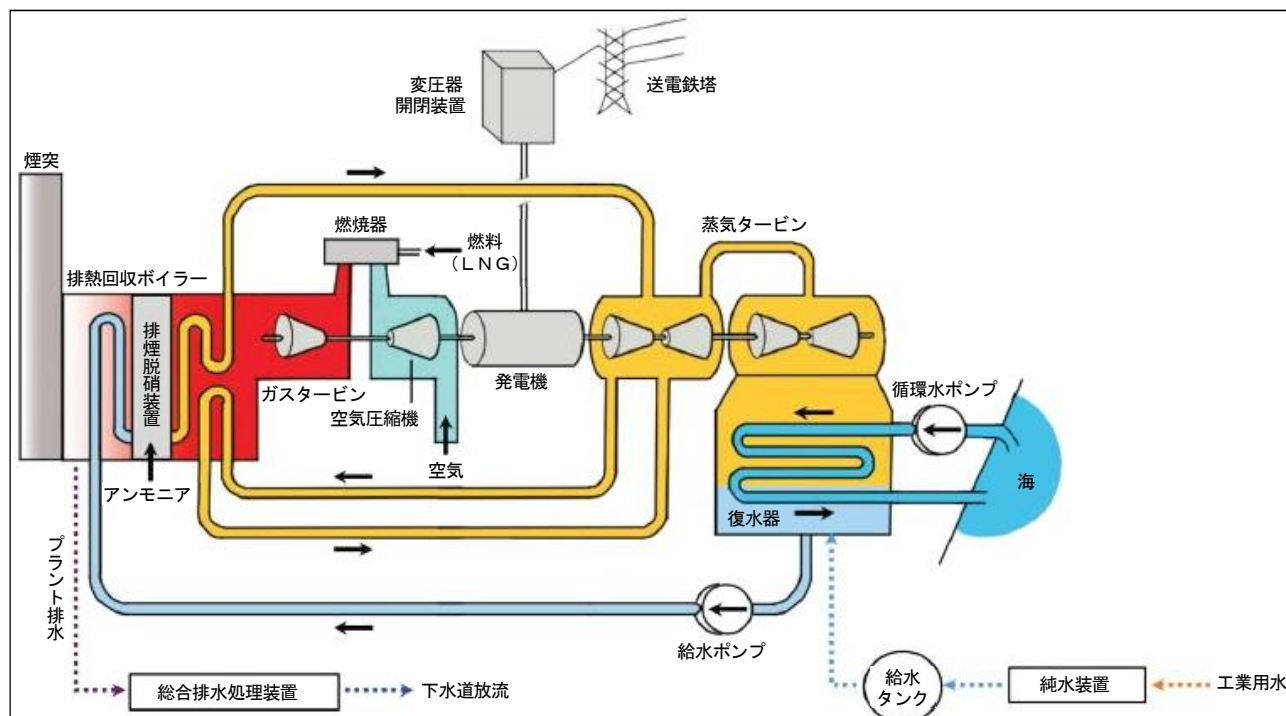 変圧器
開閉装置
送電鉄塔
煙突
燃焼器
燃料
（ＬＮＧ）
蒸気タービン
排熱回収ボイラー
排煙脱硝装置
ガスタービン
空気圧縮機
発電機
循環水ポンプ
空気
アンモニア
海
復水器
プラント排水
給水ポンプ
総合排水処理装置
下水道放流
給水
タンク
純水装置
工業用水